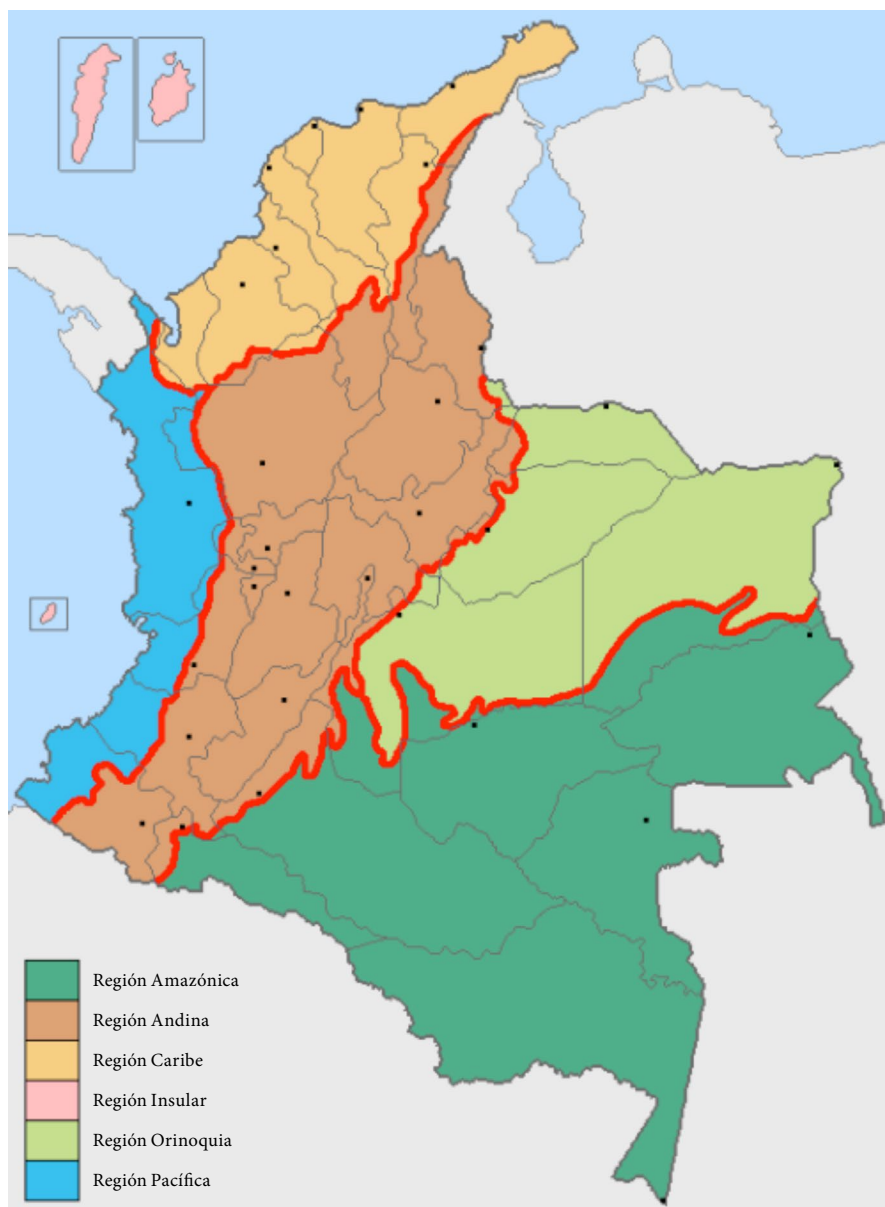 Región Amazónica
Región Andina
Región Caribe
Región Insular
Región Orinoquia
Región Pacífica